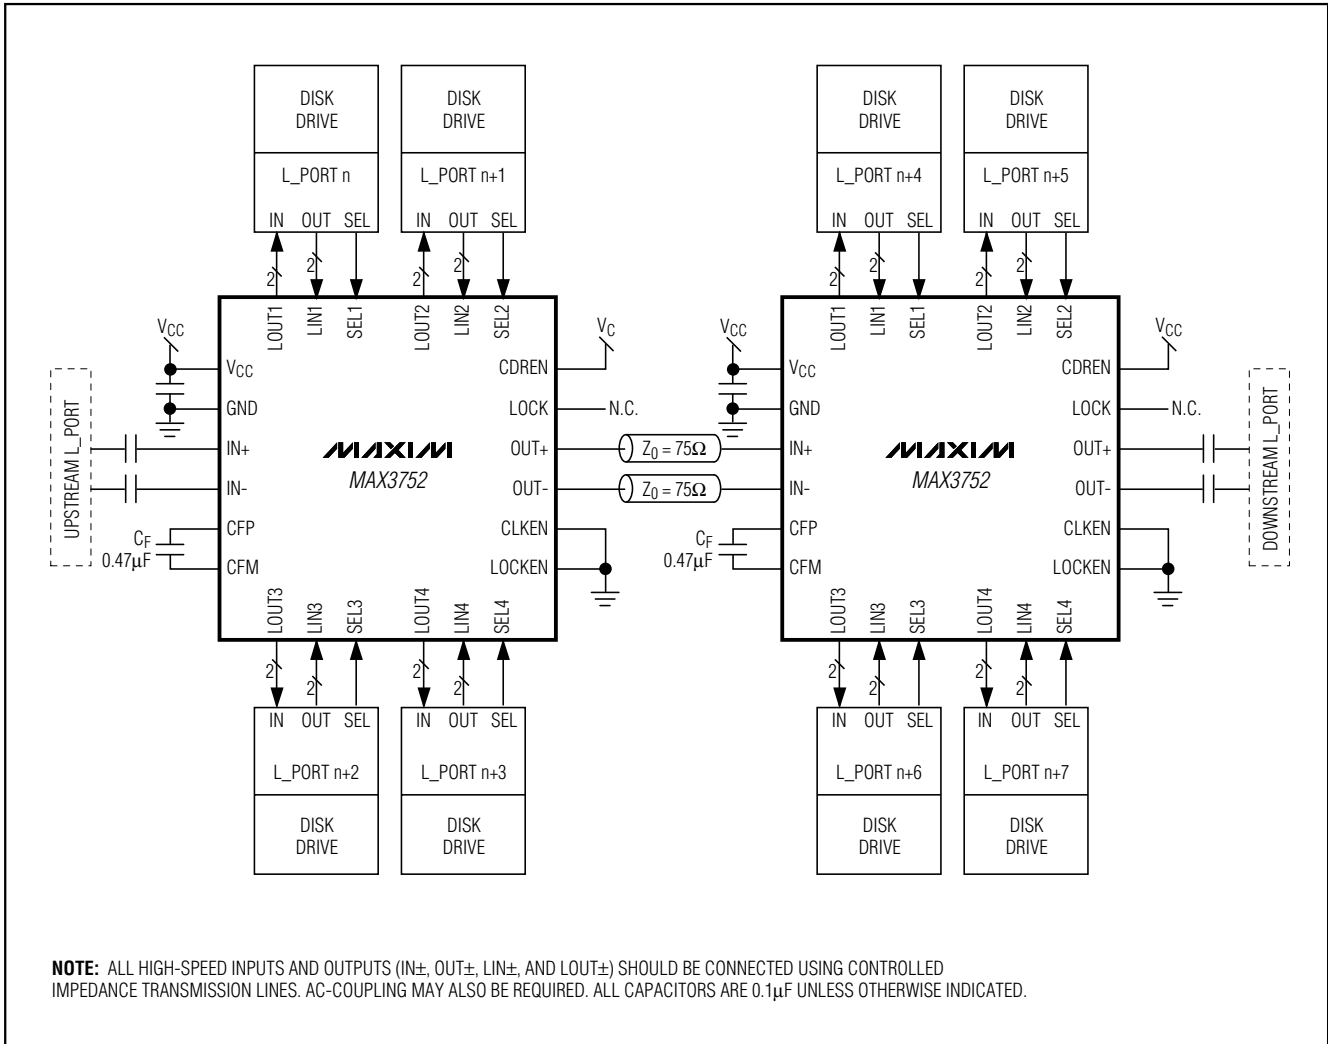 DISK
DRIVE
L_PORT n
IN OUT SEL
DISK
DRIVE
L_PORT n+1
IN OUT SEL
DISK
DRIVE
L_PORT n+4
IN OUT SEL
DISK
DRIVE
L_PORT n+5
IN OUT SEL
2
2
2
2
2
2
2
2
UPSTREAM L_PORT
VCC
CF
0.47µF
LOUT1
LIN1
SEL1
LOUT2
LIN2
SEL2
VCC
GND
IN+
IN-
CFP
CFM
MAXIM
MAX3752
CDREN
LOCK
OUT+
OUT-
CLKEN
LOCKEN
LOUT3
LIN3
SEL3
LOUT4
LIN4
SEL4
VC
N.C.
Z0 = 75Ω
Z0 = 75Ω
VCC
CF
0.47µF
LOUT1
LIN1
SEL1
LOUT2
LIN2
SEL2
VCC
GND
IN+
IN-
CFP
CFM
MAXIM
MAX3752
CDREN
LOCK
OUT+
OUT-
CLKEN
LOCKEN
LOUT3
LIN3
SEL3
LOUT4
LIN4
SEL4
VCC
N.C.
DOWNSTREAM L_PORT
2
2
2
2
2
2
2
2
IN OUT SEL
L_PORT n+2
DISK
DRIVE
IN OUT SEL
L_PORT n+3
DISK
DRIVE
IN OUT SEL
L_PORT n+6
DISK
DRIVE
IN OUT SEL
L_PORT n+7
DISK
DRIVE
NOTE: ALL HIGH-SPEED INPUTS AND OUTPUTS (IN±, OUT±, LIN±, AND LOUT±) SHOULD BE CONNECTED USING CONTROLLED
IMPEDANCE TRANSMISSION LINES. AC-COUPLING MAY ALSO BE REQUIRED. ALL CAPACITORS ARE 0.1µF UNLESS OTHERWISE INDICATED.